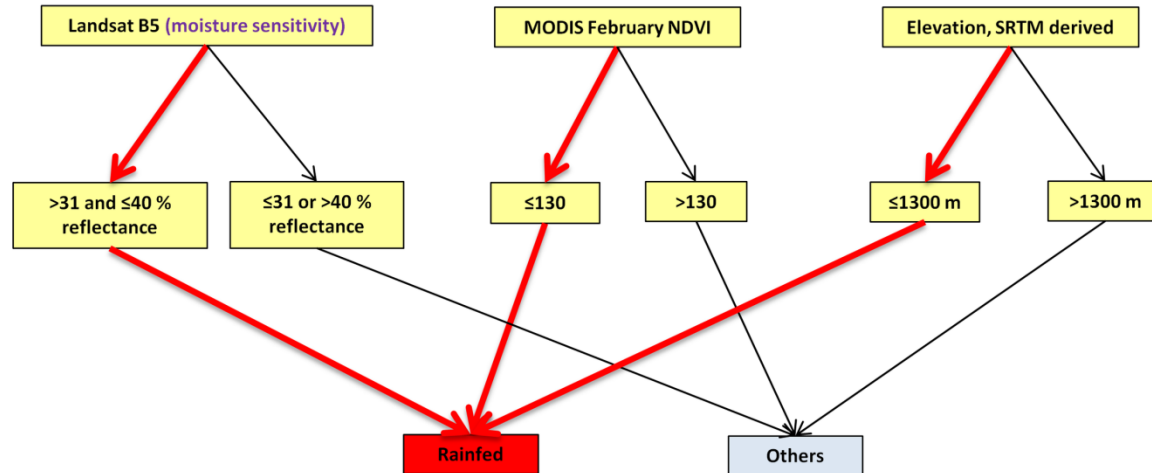 Landsat B5 (moisture sensitivity)
MODIS February NDVI
Elevation, SRTM derived
>31 and ≤40 %
reflectance
≤31 or >40 %
reflectance
≤130
>130
≤1300 m
>1300 m
Rainfed
Others